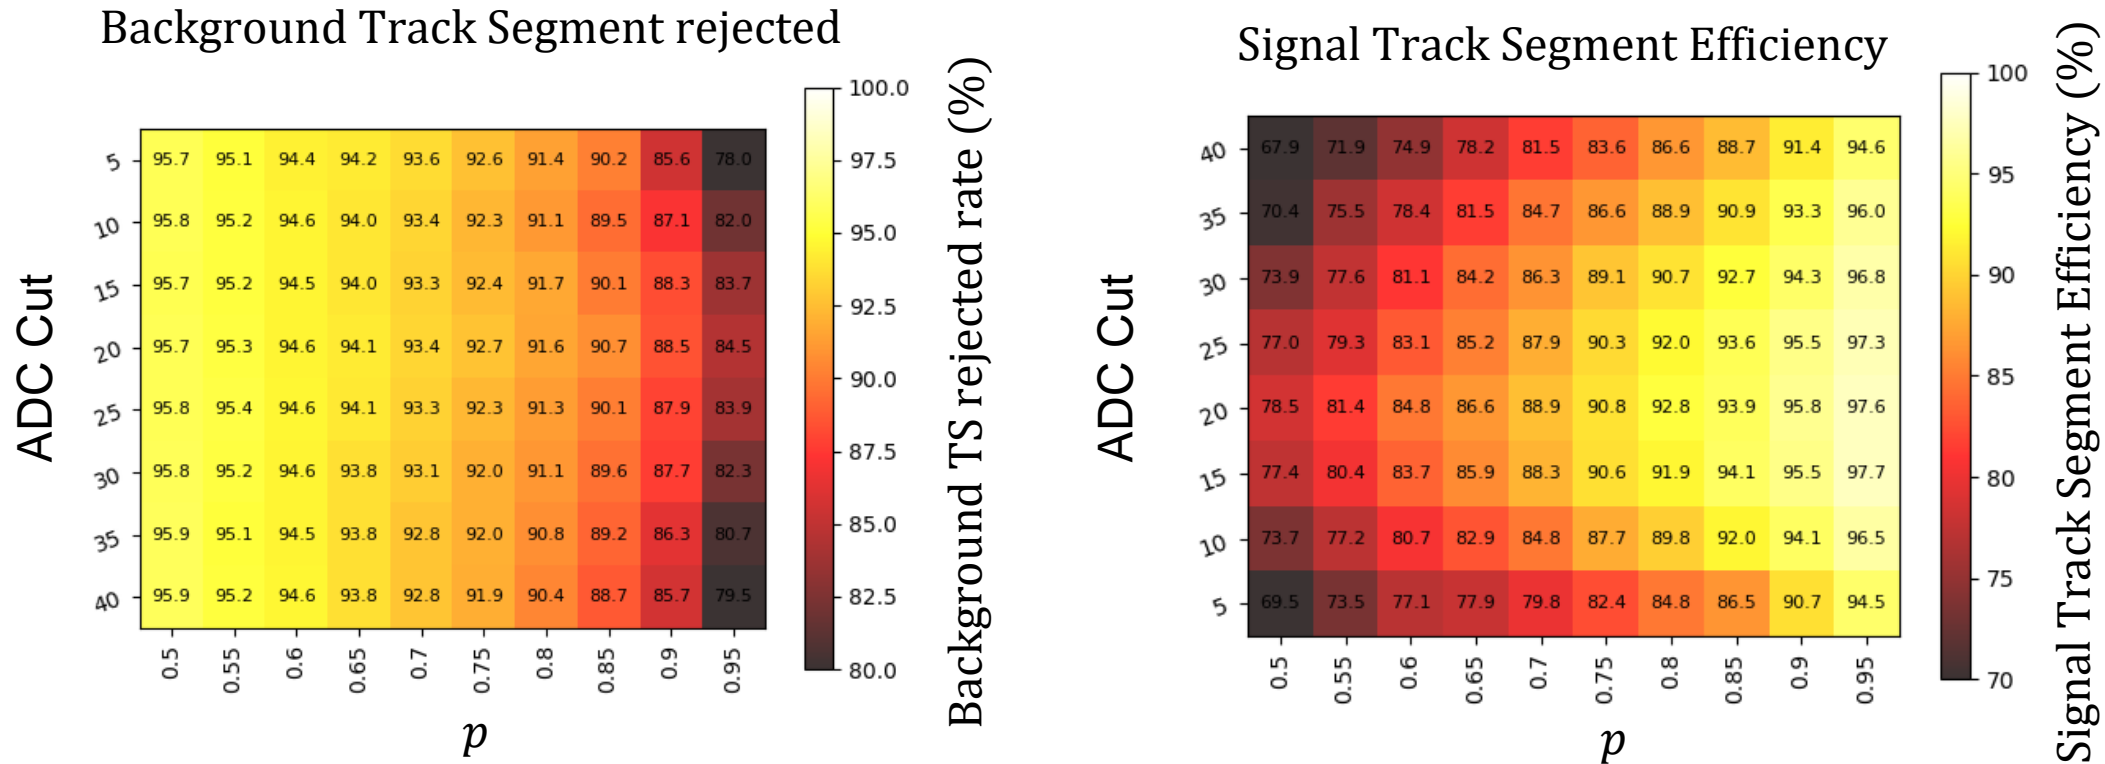 Background Track Segment rejected
ADC Cut
5 95.7 95.1 94.4 94.2 93.6 92.6 91.4 90.2 85.6 78.0
10 95.8 95.2 94.6 94.0 93.4 92.3 91.1 89.5 87.1 82.0
15 95.7 95.2 94.5 94.0 93.3 92.4 91.7 90.1 88.3 83.7
20 95.7 95.3 94.6 94.1 93.4 92.7 91.6 90.7 88.5 84.5
25 95.8 95.4 94.6 94.1 93.3 92.3 91.3 90.1 87.9 83.9
30 95.8 95.2 94.6 93.8 93.1 92.0 91.1 89.6 87.7 82.3
35 95.9 95.1 94.5 93.8 92.8 92.0 90.8 89.2 86.3 80.7
40 95.9 95.2 94.6 93.8 92.8 91.9 90.4 88.7 85.7 79.5
0.5 0.55 0.6 0.65 0.7 0.75 0.8 0.85 0.9 0.95
p
100.0
97.5
95.0
92.5
90.0
87.5
85.0
82.5
80.0
Background TS rejected rate (%)
Signal Track Segment Efficiency
ADC Cut
40 67.9 71.9 74.9 78.2 81.5 83.6 86.6 88.7 91.4 94.6
35 70.4 75.5 78.4 81.5 84.7 86.6 88.9 90.9 93.3 96.0
30 73.9 77.6 81.1 84.2 86.3 89.1 90.7 92.7 94.3 96.8
25 77.0 79.3 83.1 85.2 87.9 90.3 92.0 93.6 95.5 97.3
20 78.5 81.4 84.8 86.6 88.9 90.8 92.8 93.9 95.8 97.6
15 77.4 80.4 83.7 85.9 88.3 90.6 91.9 94.1 95.5 97.7
10 73.7 77.2 80.7 82.9 84.8 87.7 89.8 92.0 94.1 96.5
5 69.5 73.5 77.1 77.9 79.8 82.4 84.8 86.5 90.7 94.5
0.5 0.55 0.6 0.65 0.7 0.75 0.8 0.85 0.9 0.95
p
100
95
90
85
80
75
70
Signal Track Segment Efficiency (%)